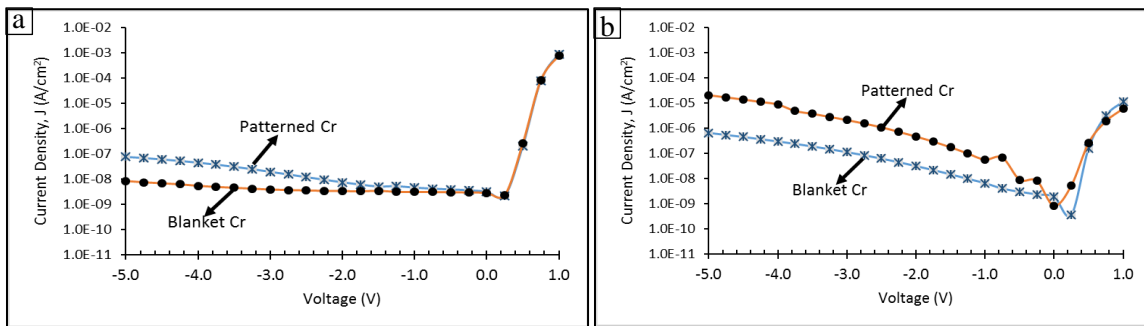 a
Current Density, J (A/cm²)
1.0E-02
1.0E-03
1.0E-04
1.0E-05
1.0E-06
1.0E-07
1.0E-08
1.0E-09
1.0E-10
1.0E-11
Patterned Cr
Blanket Cr
-5.0 -4.0 -3.0 -2.0 -1.0 0.0 1.0
Voltage (V)
b
Current Density, J (A/cm²)
1.0E-02
1.0E-03
1.0E-04
1.0E-05
1.0E-06
1.0E-07
1.0E-08
1.0E-09
1.0E-10
1.0E-11
Patterned Cr
Blanket Cr
-5.0 -4.0 -3.0 -2.0 -1.0 0.0 1.0
Voltage (V)